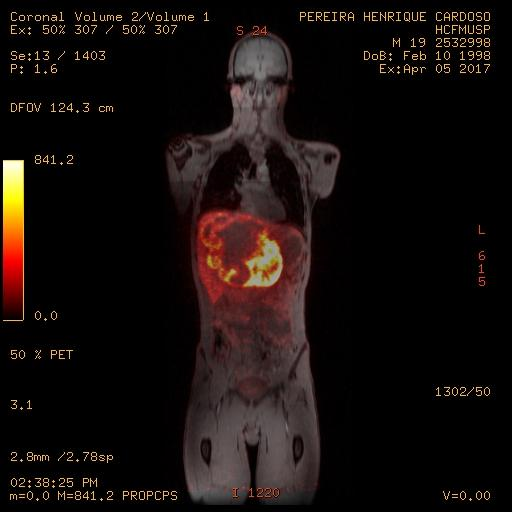 Coronal Volume 2/Volume 1
Ex: 50% 307 / 50% 307
Se:13 / 1403
P: 1.6
DFOV 124.3 cm
S 24
PEREIRA HENRIQUE CARDOSO
HCFMUSP
M 19 2532998
DoB: Feb 10 1998
Ex:Apr 05 2017
841.2
0.0
L
6
1
5
50 % PET
3.1
1302/50
2.8mm /2.78sp
02:38:25 PM
m=0.0 M=841.2 PROPCPS
I 1220
V=0.00